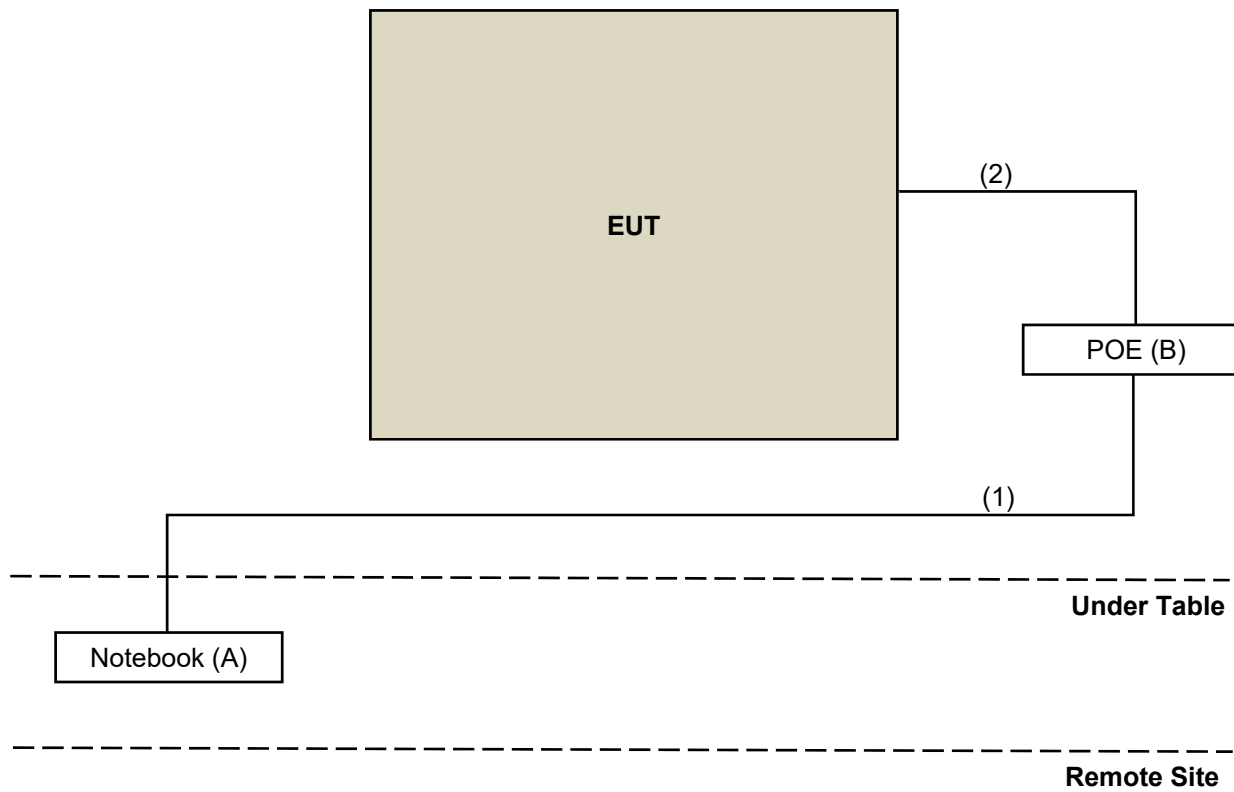 (2)
EUT
POE (B)
(1)
Under Table
Notebook (A)
Remote Site